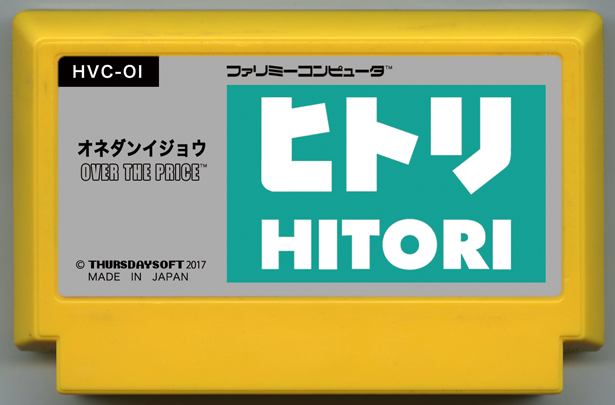 HVC-OI
ファミリーコンピュータ™
オネダンイジョウ
OVER THE PRICE™
© THURSDAYSOFT 2017
MADE IN JAPAN
ヒトリ
HITORI